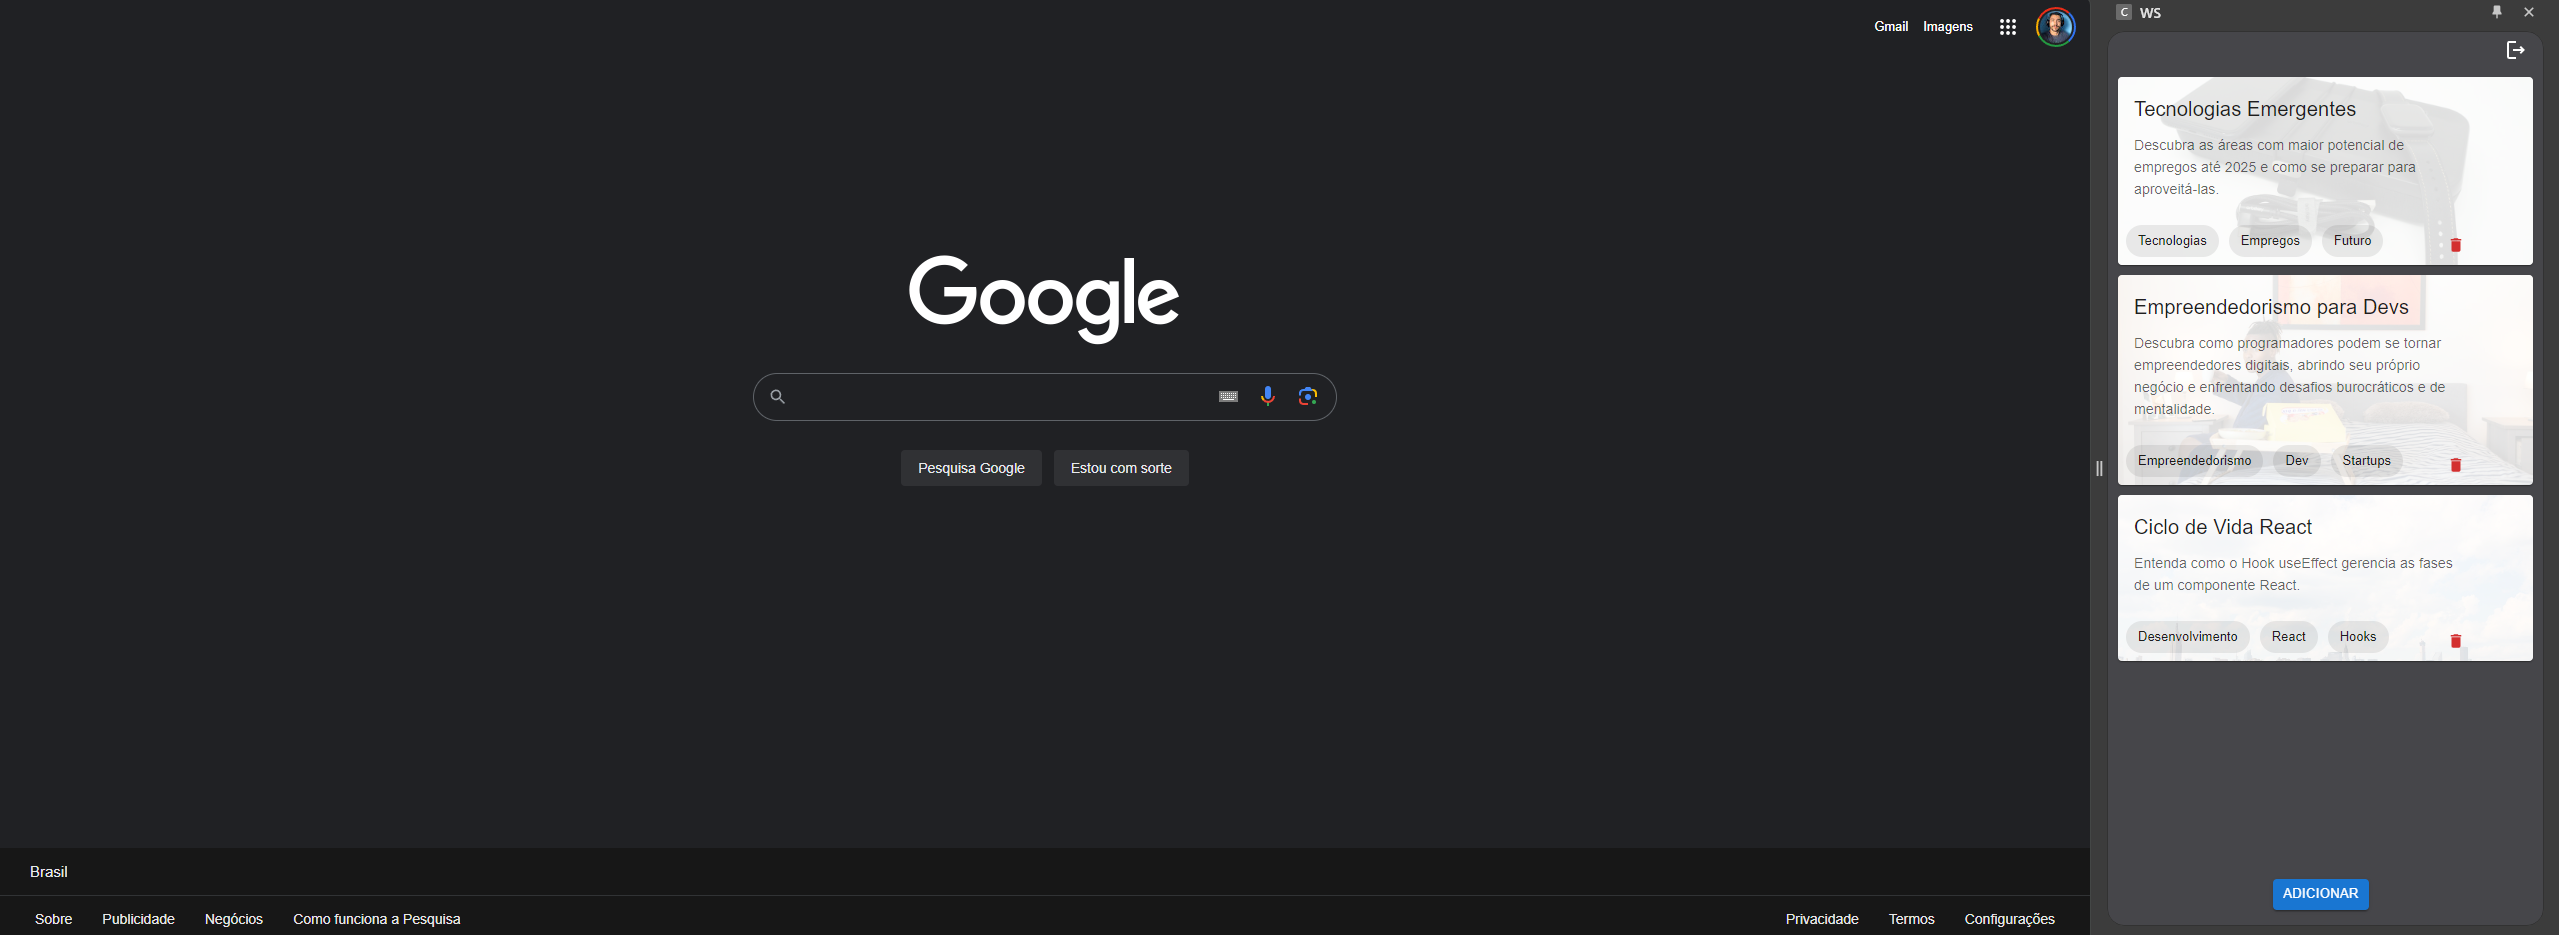 Gmail Imagens
Google
Pesquisa Google Estou com sorte
Brasil
Sobre Publicidade Negócios Como funciona a Pesquisa
Privacidade Termos Configurações
C WS
Tecnologias Emergentes
Descubra as áreas com maior potencial de
empregos até 2025 e como se preparar para
aproveitá-las.
Tecnologias Empregos Futuro
Empreendedorismo para Devs
Descubra como programadores podem se tornar
empreendedores digitais, abrindo seu próprio
negócio e enfrentando desafios burocráticos e de
mentalidade.
Empreendedorismo Dev Startups
Ciclo de Vida React
Entenda como o Hook useEffect gerencia as fases
de um componente React.
Desenvolvimento React Hooks
ADICIONAR